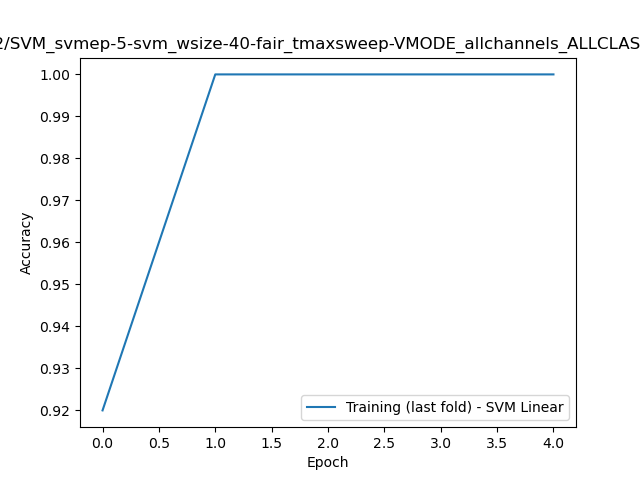 2/SVM_svmep-5-svm_wsize-40-fair_tmaxsweep-VMODE_allchannels_ALLCLAS
1.00
0.99
0.98
0.97
0.96
0.95
0.94
0.93
0.92
Accuracy
Training (last fold) - SVM Linear
0.0 0.5 1.0 1.5 2.0 2.5 3.0 3.5 4.0
Epoch